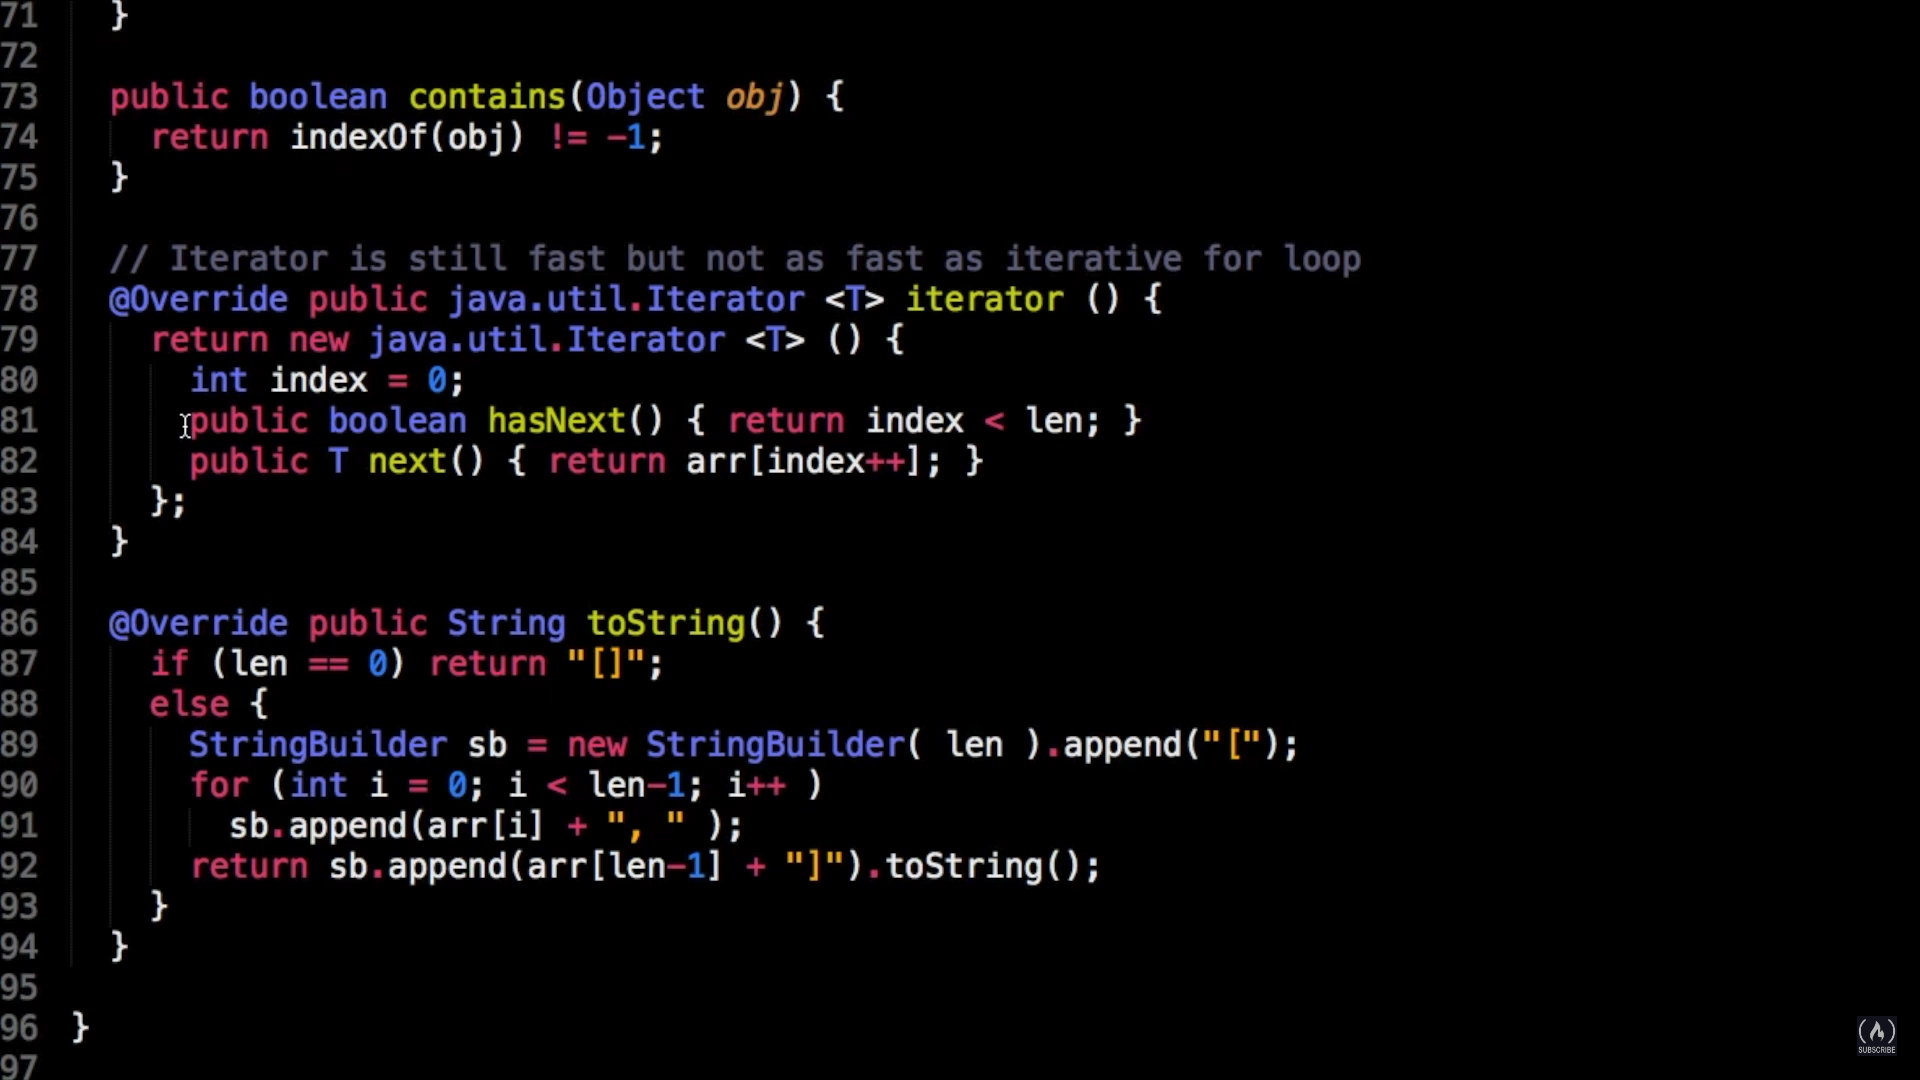 71 }
72
73 public boolean contains(Object obj) {
74 return indexOf(obj) != -1;
75 }
76
77 // Iterator is still fast but not as fast as iterative for loop
78 @Override public java.util.Iterator <T> iterator () {
79 return new java.util.Iterator <T> () {
80 int index = 0;
81 public boolean hasNext() { return index < len; }
82 public T next() { return arr[index++]; }
83 };
84 }
85
86 @Override public String toString() {
87 if (len == 0) return "[]";
88 else {
89 StringBuilder sb = new StringBuilder( len ).append("[");
90 for (int i = 0; i < len-1; i++ )
91 sb.append(arr[i] + ", " );
92 return sb.append(arr[len-1] + "]").toString();
93 }
94 }
95
96 }
97
SUBSCRIBE